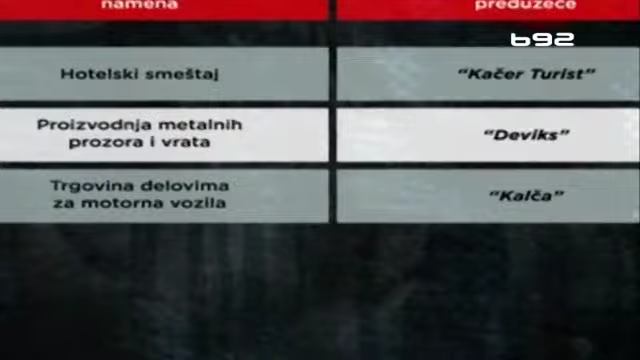 namena
preduzeće
b92
Hotelski smeštaj
“Kačer Turist”
Proizvodnja metalnih
prozora i vrata
“Deviks”
Trgovina delovima
za motorna vozila
“Kalča”